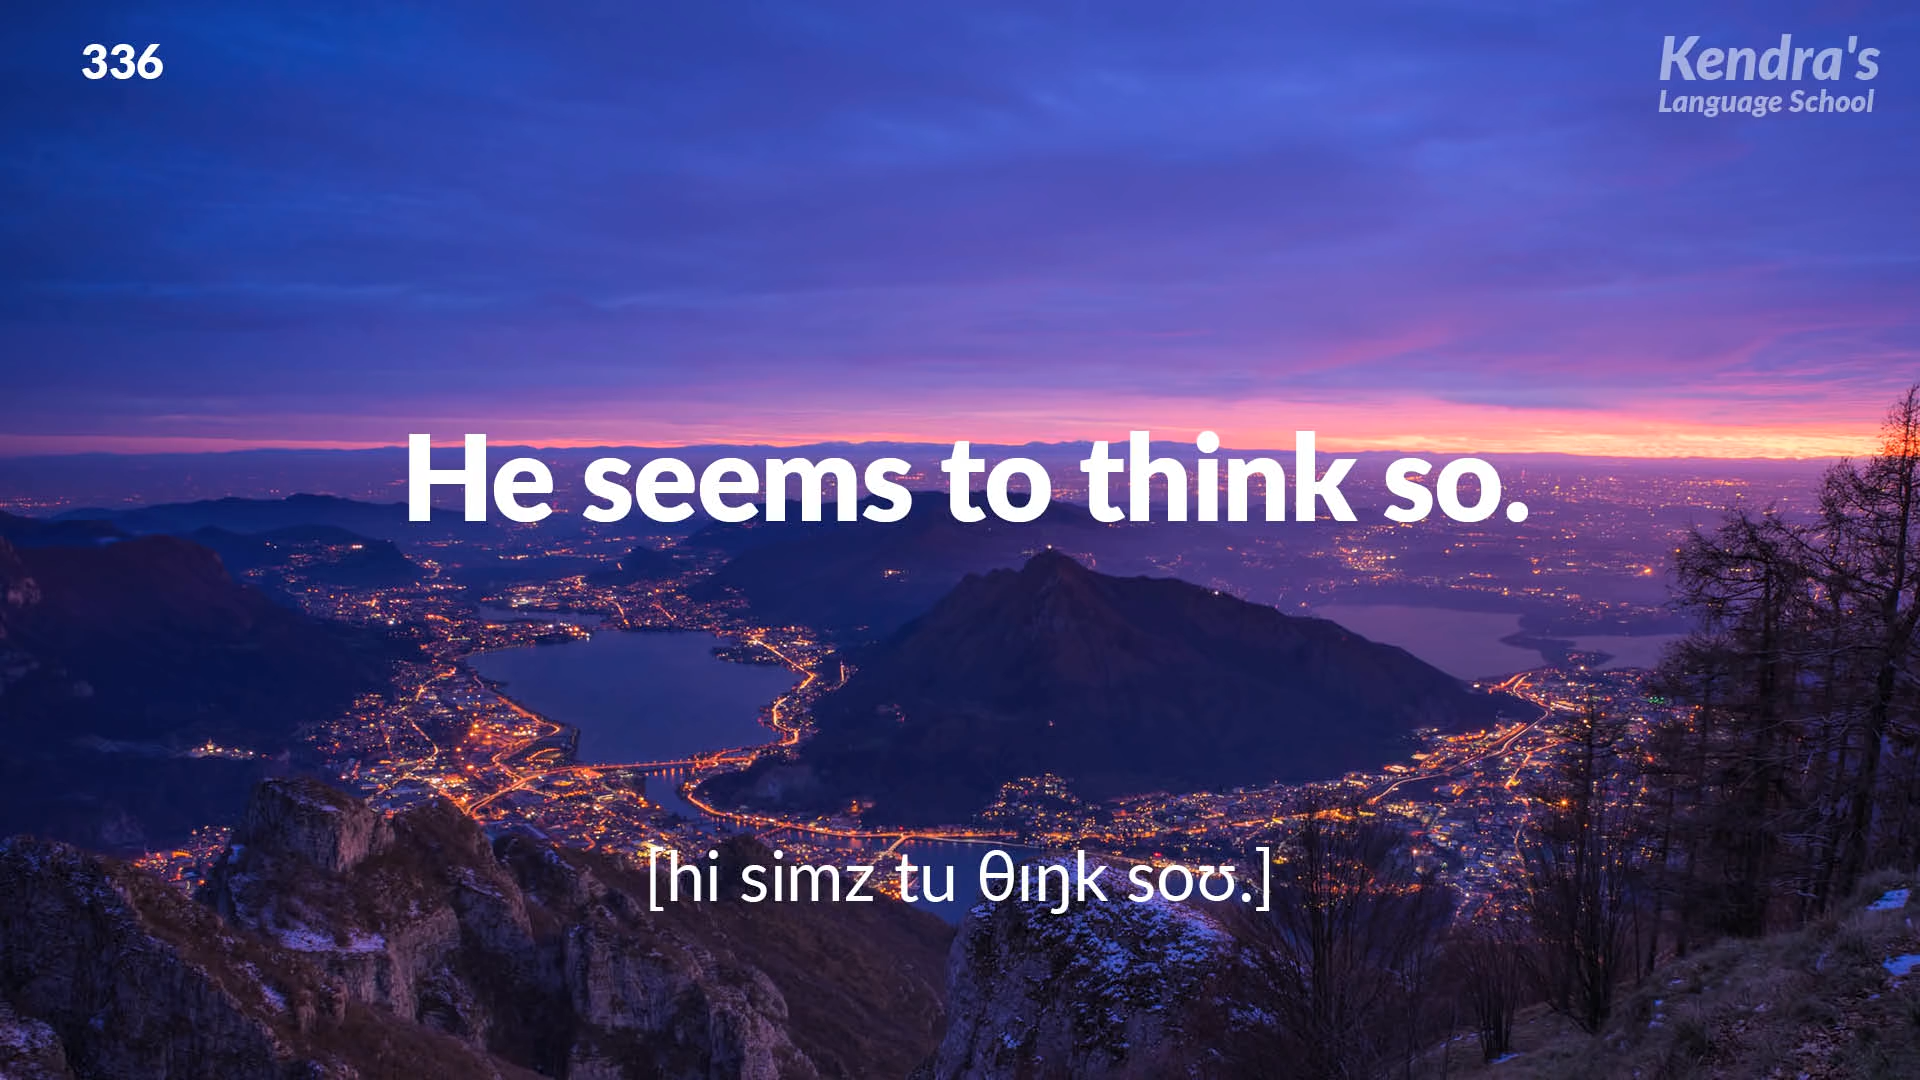 336
Kendra's
Language School
He seems to think so.
[hi simz tu θɪŋk soʊ.]